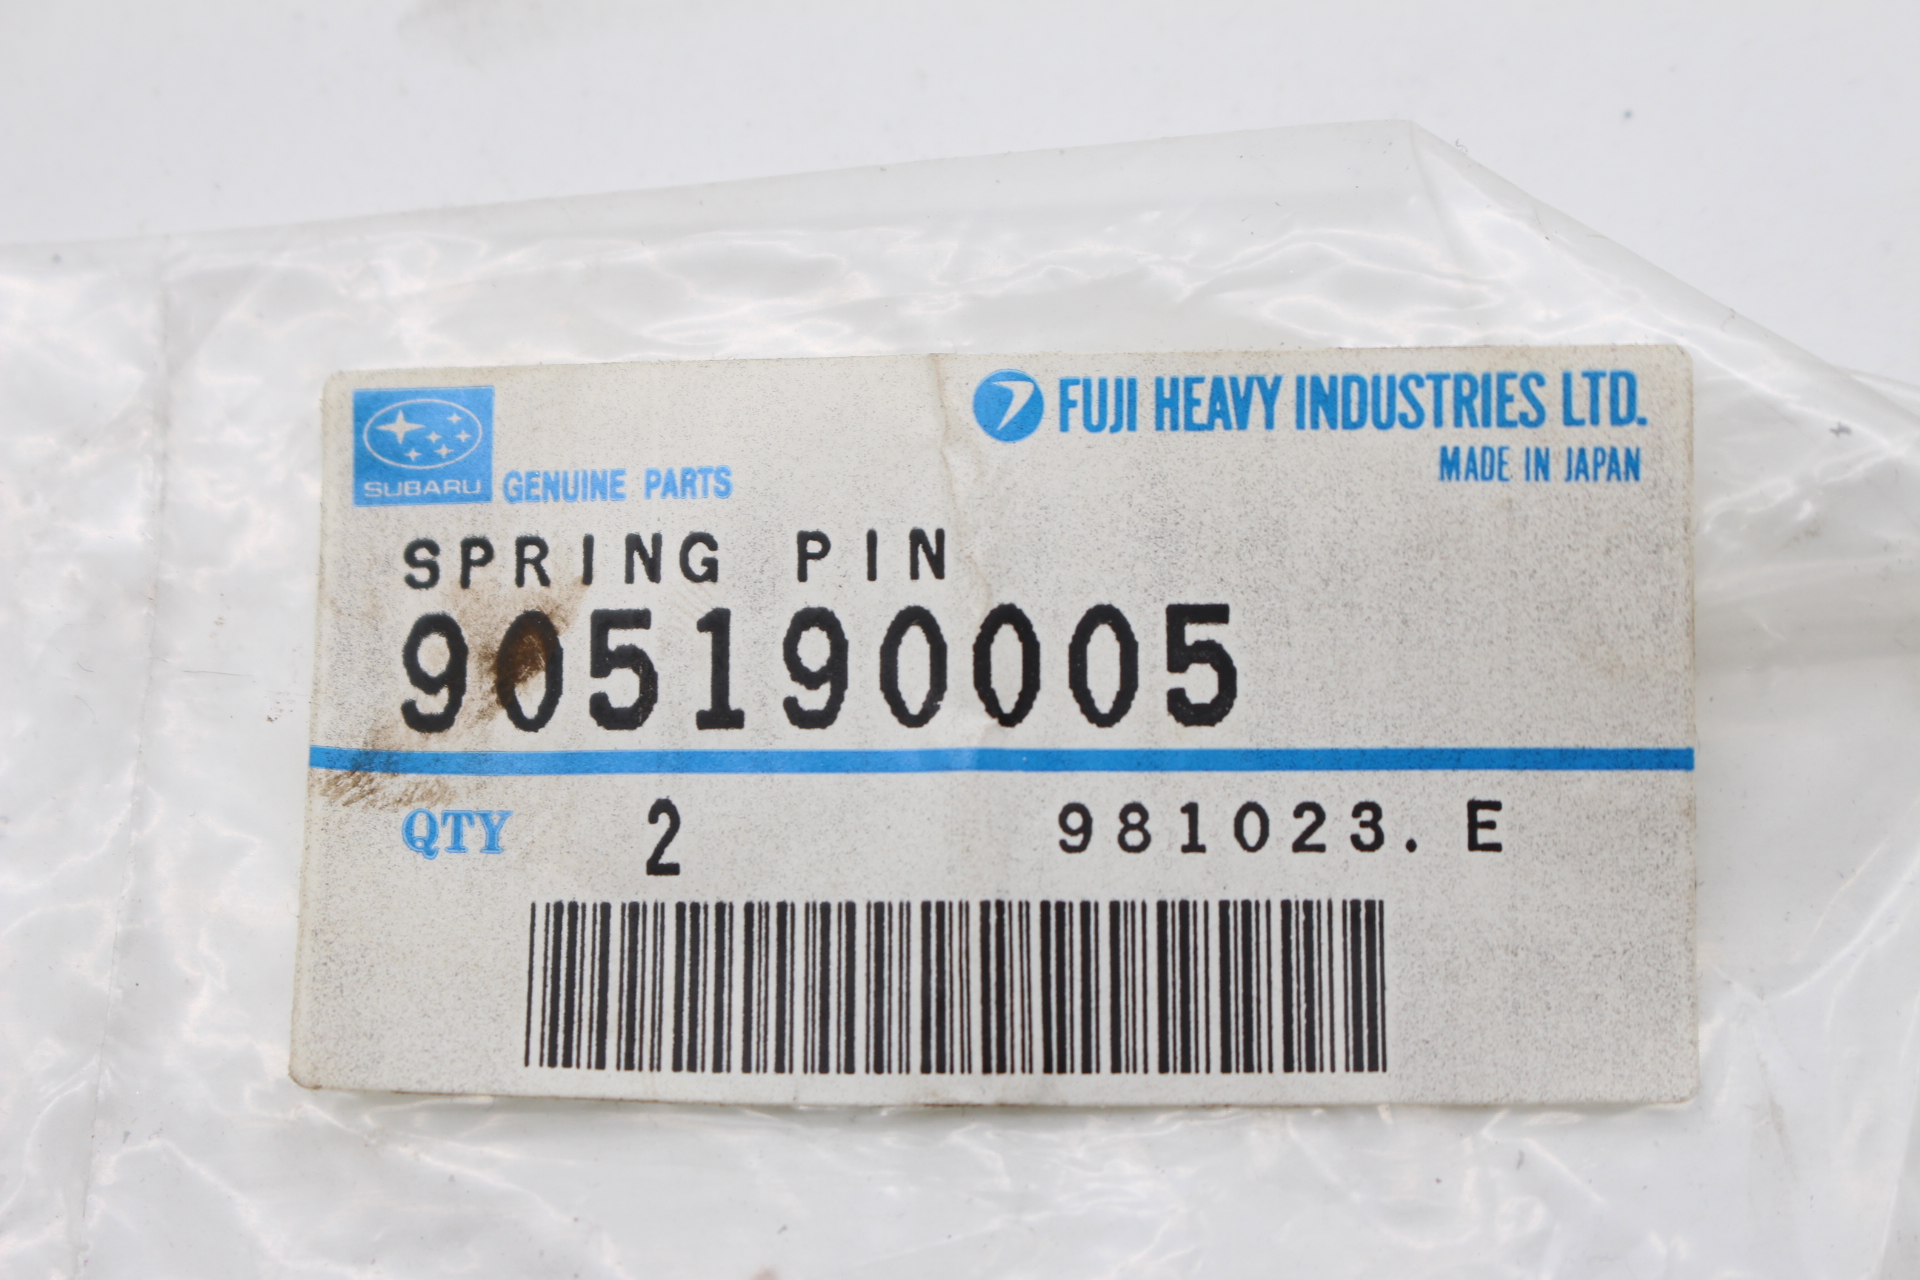 SUBARU GENUINE PARTS
FUJI HEAVY INDUSTRIES LTD.
MADE IN JAPAN
SPRING PIN
905190005
QTY 2 981023. E